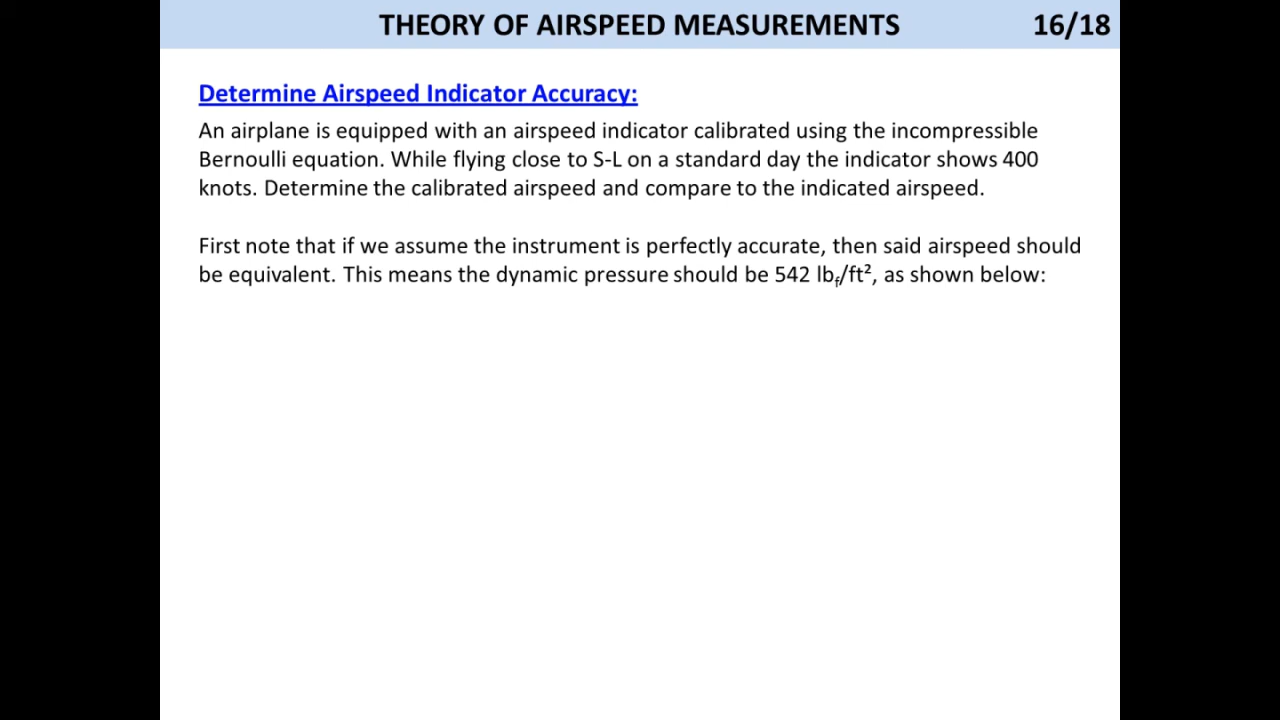 THEORY OF AIRSPEED MEASUREMENTS 16/18
Determine Airspeed Indicator Accuracy:
An airplane is equipped with an airspeed indicator calibrated using the incompressible
Bernoulli equation. While flying close to S-L on a standard day the indicator shows 400
knots. Determine the calibrated airspeed and compare to the indicated airspeed.
First note that if we assume the instrument is perfectly accurate, then said airspeed should
be equivalent. This means the dynamic pressure should be 542 lbf/ft², as shown below: